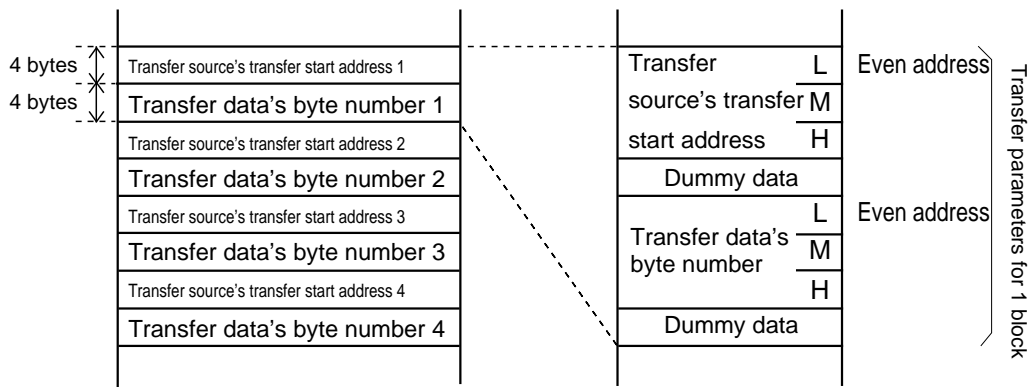 4 bytes
4 bytes
Transfer source's transfer start address 1
Transfer data's byte number 1
Transfer source's transfer start address 2
Transfer data's byte number 2
Transfer source's transfer start address 3
Transfer data's byte number 3
Transfer source's transfer start address 4
Transfer data's byte number 4
Transfer
source's transfer
start address
L
M
H
Even address
Dummy data
Transfer data's
byte number
L
M
H
Even address
Dummy data
Transfer parameters for 1 block